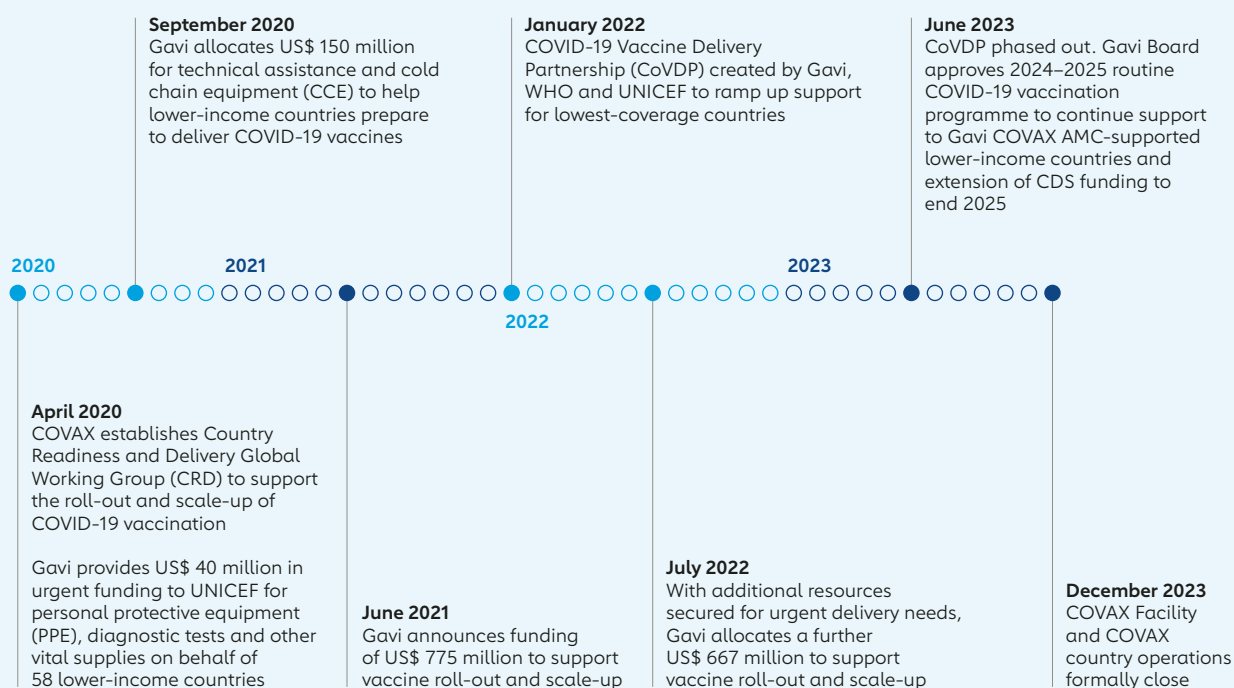 September 2020
Gavi allocates US$ 150 million
for technical assistance and cold
chain equipment (CCE) to help
lower-income countries prepare
to deliver COVID-19 vaccines
January 2022
COVID-19 Vaccine Delivery
Partnership (CoVDP) created by Gavi,
WHO and UNICEF to ramp up support
for lowest-coverage countries
June 2023
CoVDP phased out. Gavi Board
approves 2024–2025 routine
COVID-19 vaccination
programme to continue support
to Gavi COVAX AMC-supported
lower-income countries and
extension of CDS funding to
end 2025
2020
2021
2023
2022
April 2020
COVAX establishes Country
Readiness and Delivery Global
Working Group (CRD) to support
the roll-out and scale-up of
COVID-19 vaccination
Gavi provides US$ 40 million in
urgent funding to UNICEF for
personal protective equipment
(PPE), diagnostic tests and other
vital supplies on behalf of
58 lower-income countries
June 2021
Gavi announces funding
of US$ 775 million to support
vaccine roll-out and scale-up
July 2022
With additional resources
secured for urgent delivery needs,
Gavi allocates a further
US$ 667 million to support
vaccine roll-out and scale-up
December 2023
COVAX Facility
and COVAX
country operations
formally close